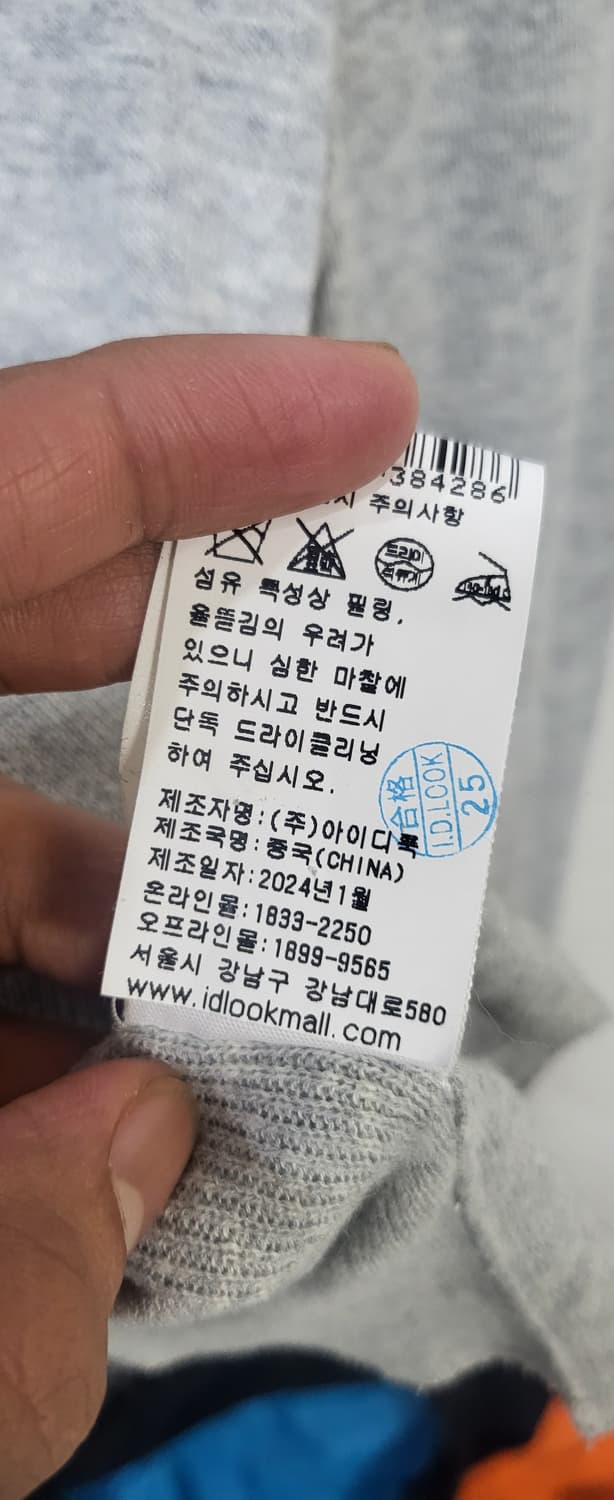 384286
주의사항
드라이
석유계
섬유 특성상 필링,
올뜯김의 우려가
있으니 심한 마찰에
주의하시고 반드시
단독 드라이클리닝
하여 주십시오.
合格
I.D.LOOK
25
제조자명:(주)아이디룩
제조국명:중국(CHINA)
제조일자:2024년1월
온라인몰:1833-2250
오프라인몰:1899-9565
서울시 강남구 강남대로580
www.idlookmall.com